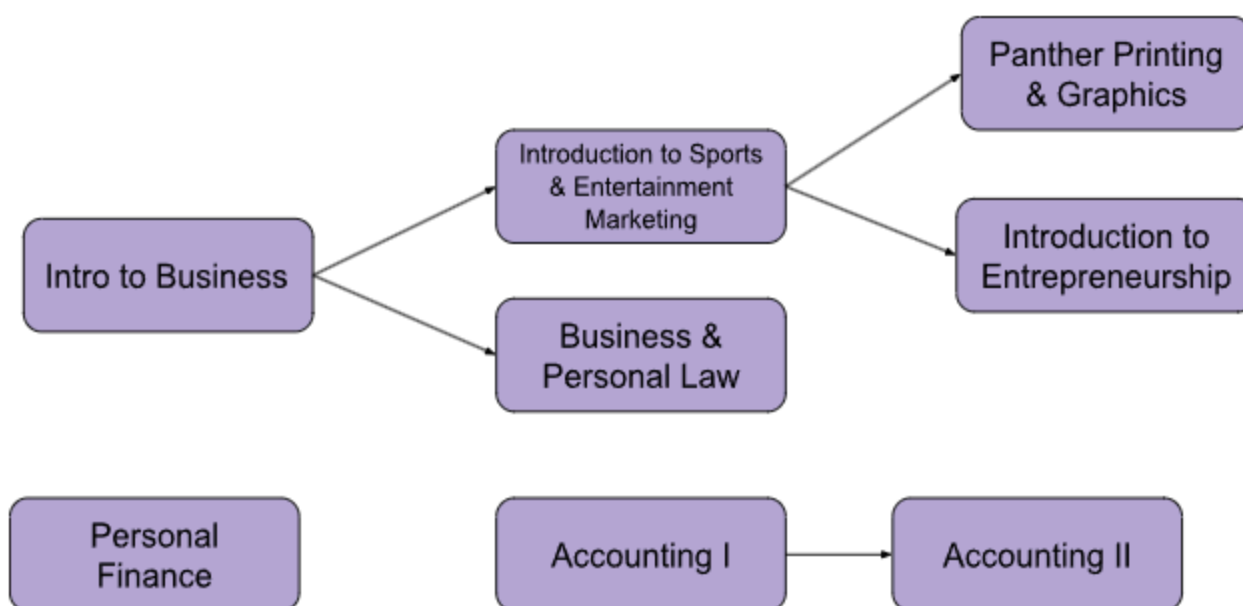 Panther Printing
& Graphics
Introduction to Sports
& Entertainment
Marketing
Introduction to
Entrepreneurship
Intro to Business
Business &
Personal Law
Personal
Finance
Accounting I
Accounting II